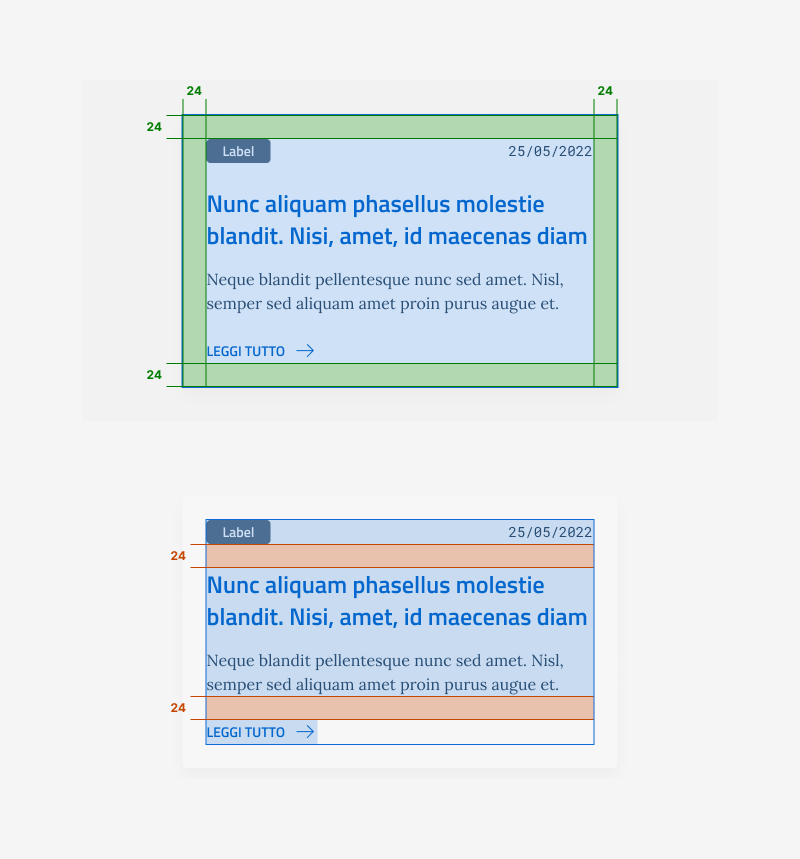 24
24
24
Label
25/05/2022
Nunc aliquam phasellus molestie
blandit. Nisi, amet, id maecenas diam
Neque blandit pellentesque nunc sed amet. Nisl,
semper sed aliquam amet proin purus augue et.
LEGGI TUTTO
24
Label
25/05/2022
24
Nunc aliquam phasellus molestie
blandit. Nisi, amet, id maecenas diam
Neque blandit pellentesque nunc sed amet. Nisl,
semper sed aliquam amet proin purus augue et.
24
LEGGI TUTTO